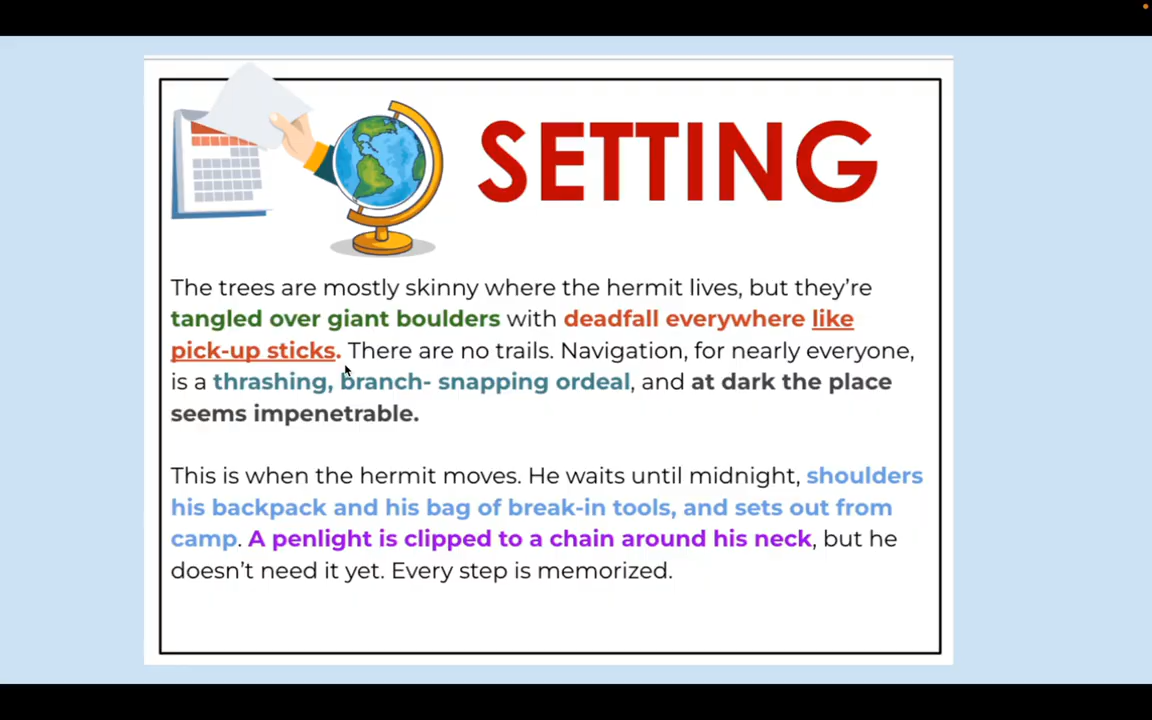 SETTING
The trees are mostly skinny where the hermit lives, but they’re
tangled over giant boulders with deadfall everywhere like
pick-up sticks. There are no trails. Navigation, for nearly everyone,
is a thrashing, branch- snapping ordeal, and at dark the place
seems impenetrable.
This is when the hermit moves. He waits until midnight, shoulders
his backpack and his bag of break-in tools, and sets out from
camp. A penlight is clipped to a chain around his neck, but he
doesn’t need it yet. Every step is memorized.